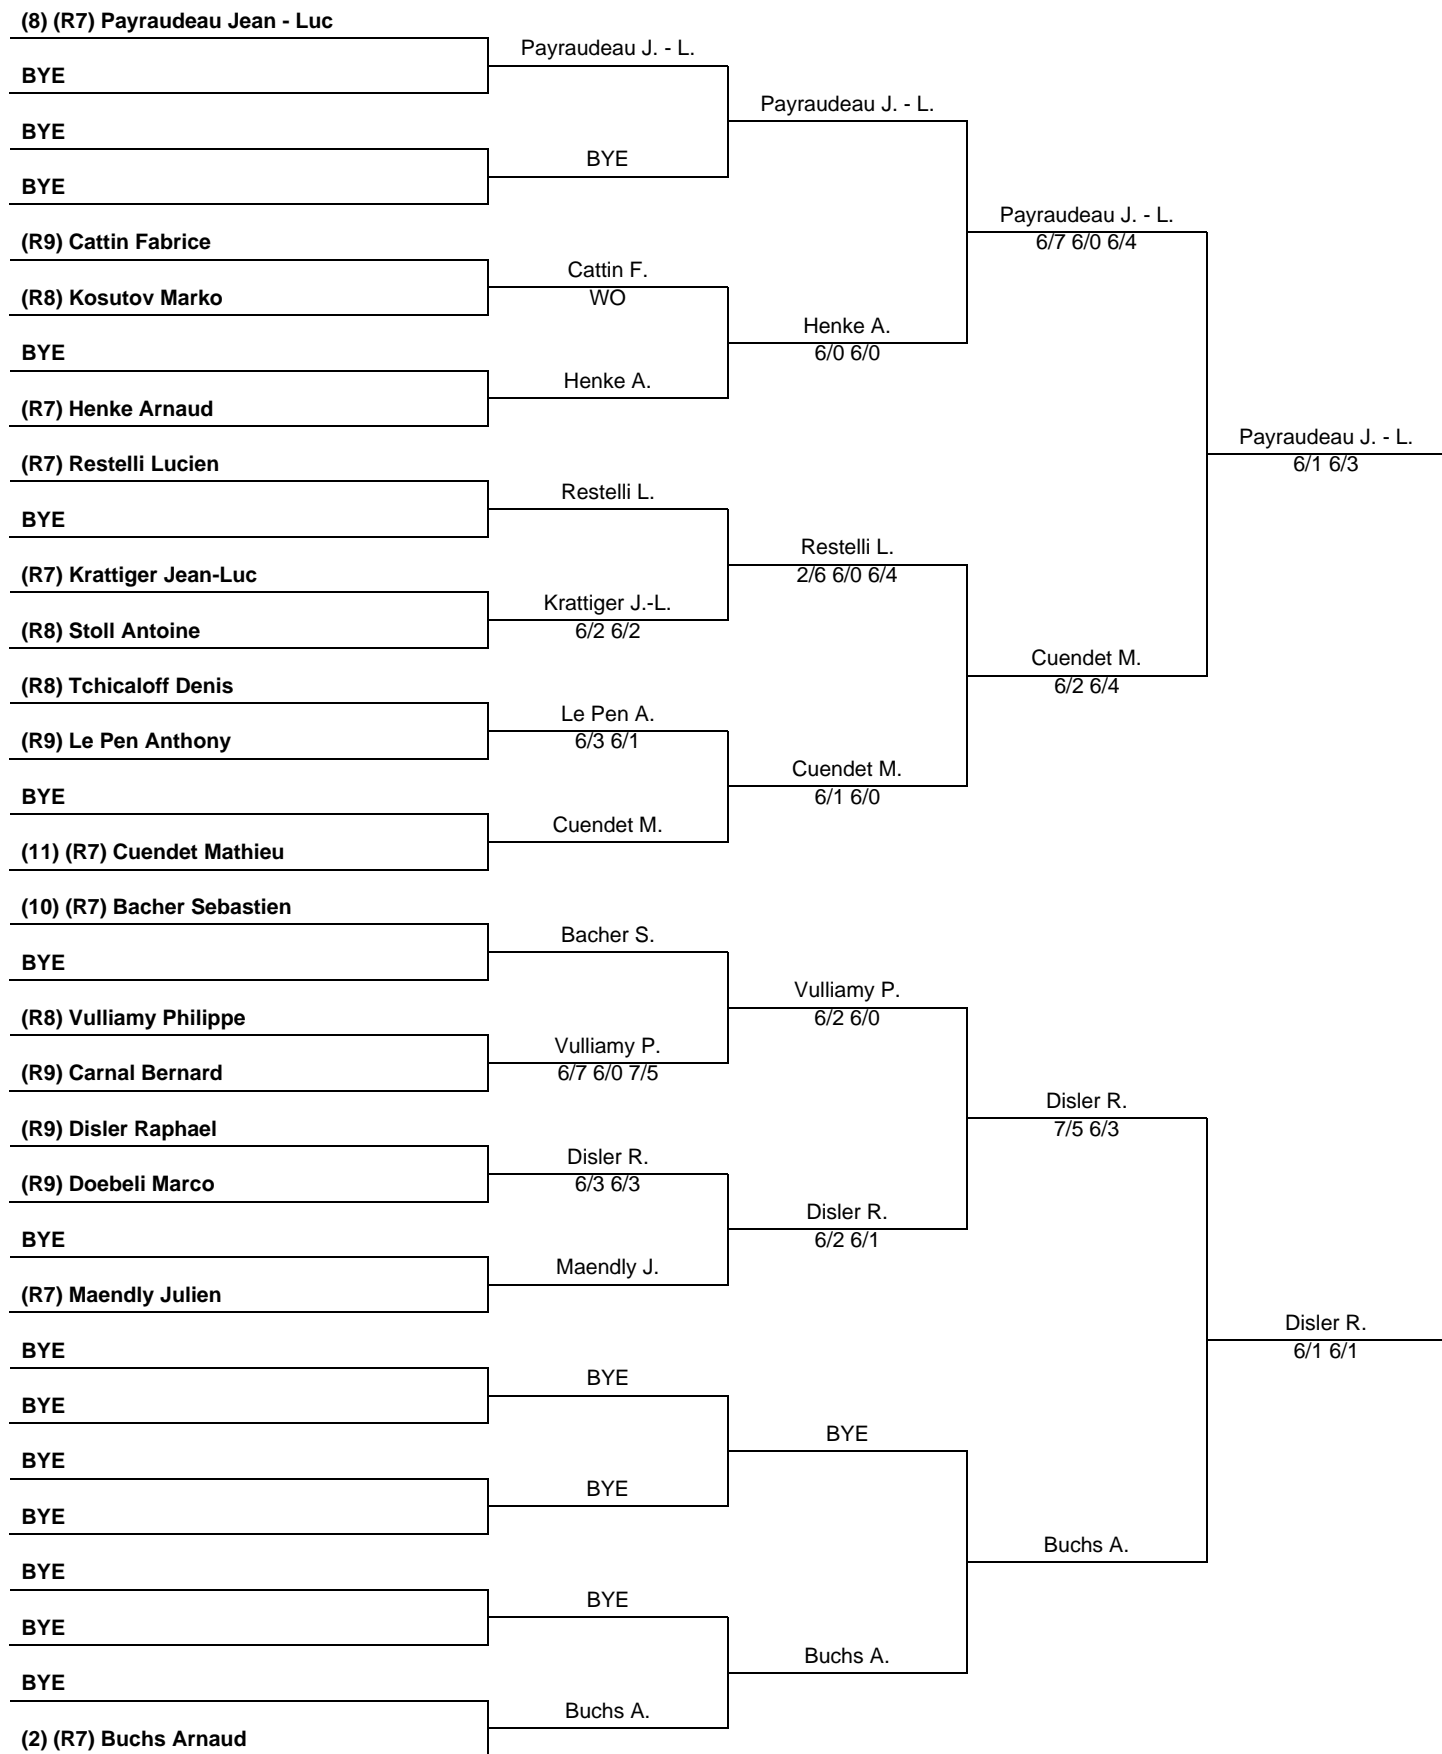 (8) (R7) Payraudeau Jean - Luc
BYE
BYE
BYE
(R9) Cattin Fabrice
(R8) Kosutov Marko
BYE
(R7) Henke Arnaud
(R7) Restelli Lucien
BYE
(R7) Krattiger Jean-Luc
(R8) Stoll Antoine
(R8) Tchicaloff Denis
(R9) Le Pen Anthony
BYE
(11) (R7) Cuendet Mathieu
(10) (R7) Bacher Sebastien
BYE
(R8) Vulliamy Philippe
(R9) Carnal Bernard
(R9) Disler Raphael
(R9) Doebeli Marco
BYE
(R7) Maendly Julien
BYE
BYE
BYE
BYE
BYE
BYE
BYE
(2) (R7) Buchs Arnaud
Payraudeau J. - L.
BYE
Cattin F.
WO
Henke A.
Restelli L.
Krattiger J.-L.
6/2 6/2
Le Pen A.
6/3 6/1
Cuendet M.
Bacher S.
Vulliamy P.
6/7 6/0 7/5
Disler R.
6/3 6/3
Maendly J.
BYE
BYE
BYE
Buchs A.
Payraudeau J. - L.
Henke A.
6/0 6/0
Restelli L.
2/6 6/0 6/4
Cuendet M.
6/1 6/0
Vulliamy P.
6/2 6/0
Disler R.
6/2 6/1
BYE
Buchs A.
Payraudeau J. - L.
6/7 6/0 6/4
Cuendet M.
6/2 6/4
Disler R.
7/5 6/3
Buchs A.
Payraudeau J. - L.
6/1 6/3
Disler R.
6/1 6/1